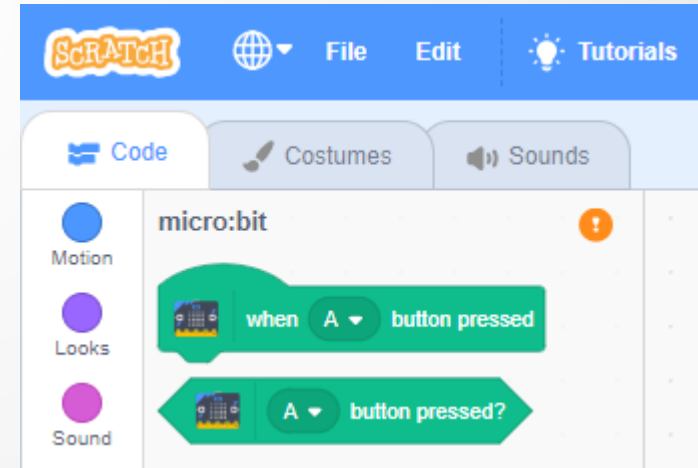 SCRATCH File Edit Tutorials
Code Costumes Sounds
Motion
Looks
Sound
micro:bit !
when A button pressed
A button pressed?